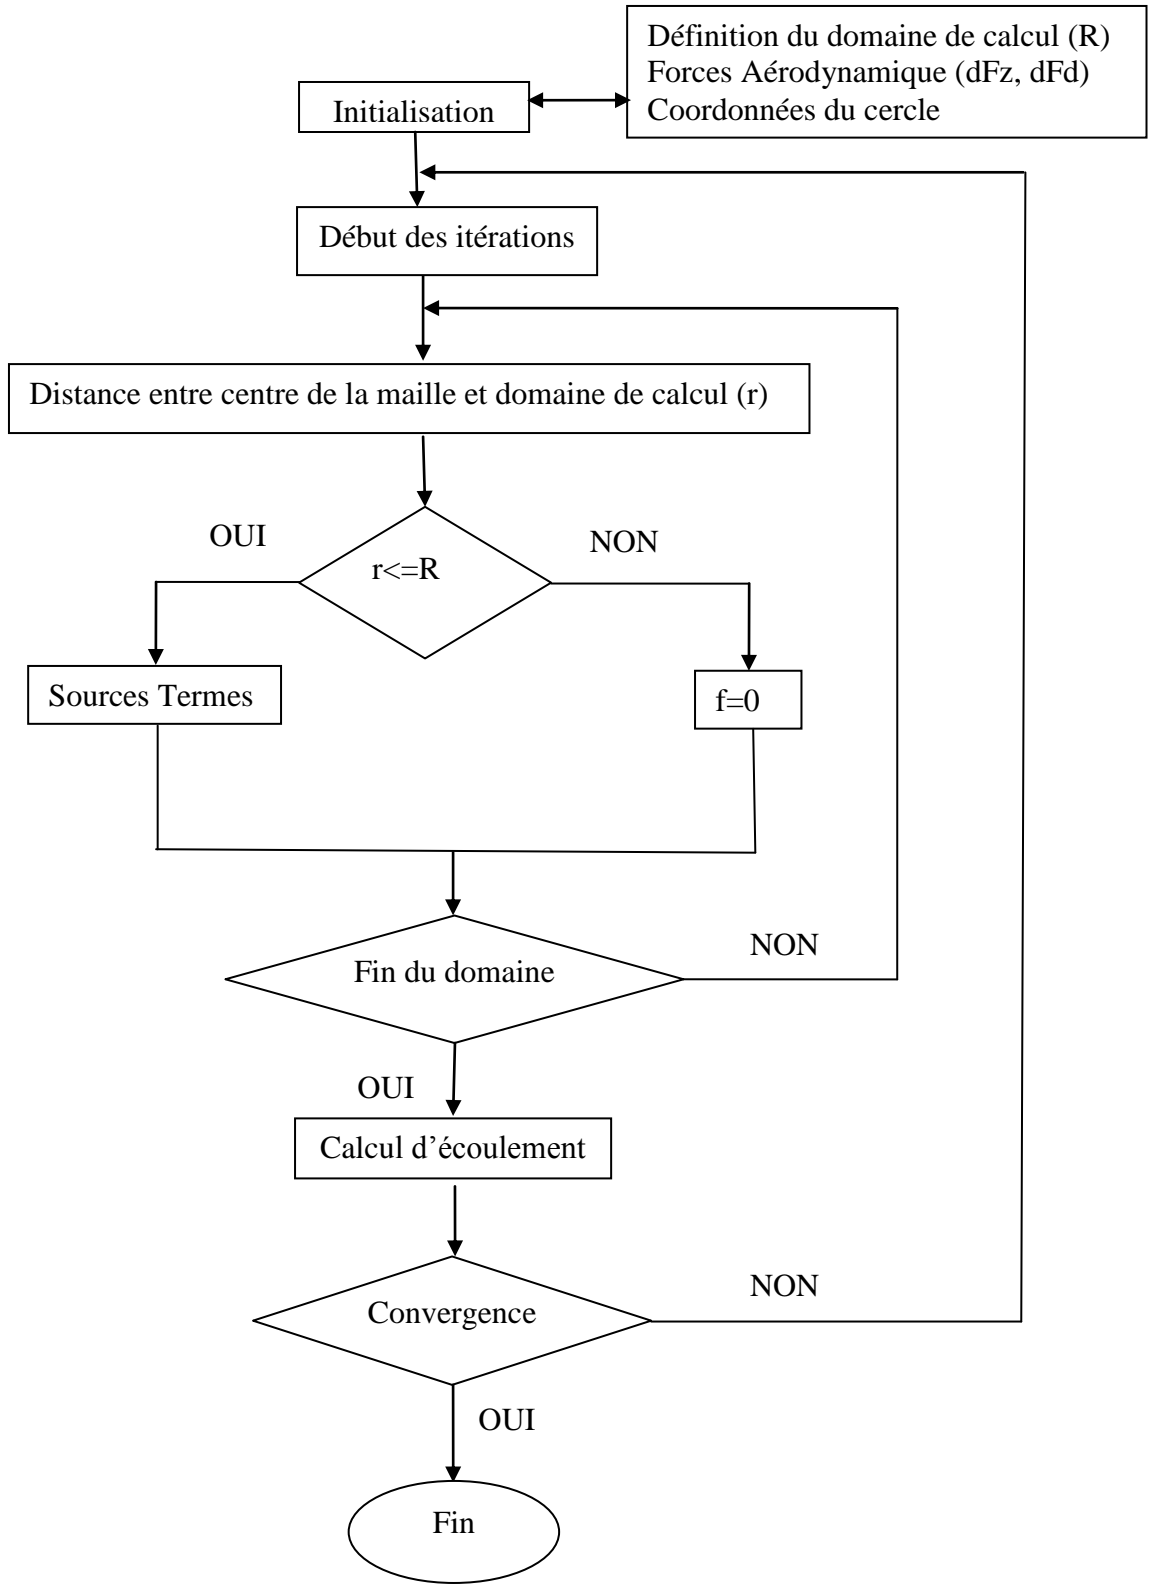 Définition du domaine de calcul (R)
Forces Aérodynamique (dFz, dFd)
Coordonnées du cercle
Initialisation
Début des itérations
Distance entre centre de la maille et domaine de calcul (r)
OUI
NON
r<=R
Sources Termes
f=0
NON
Fin du domaine
OUI
Calcul d’écoulement
NON
Convergence
OUI
Fin